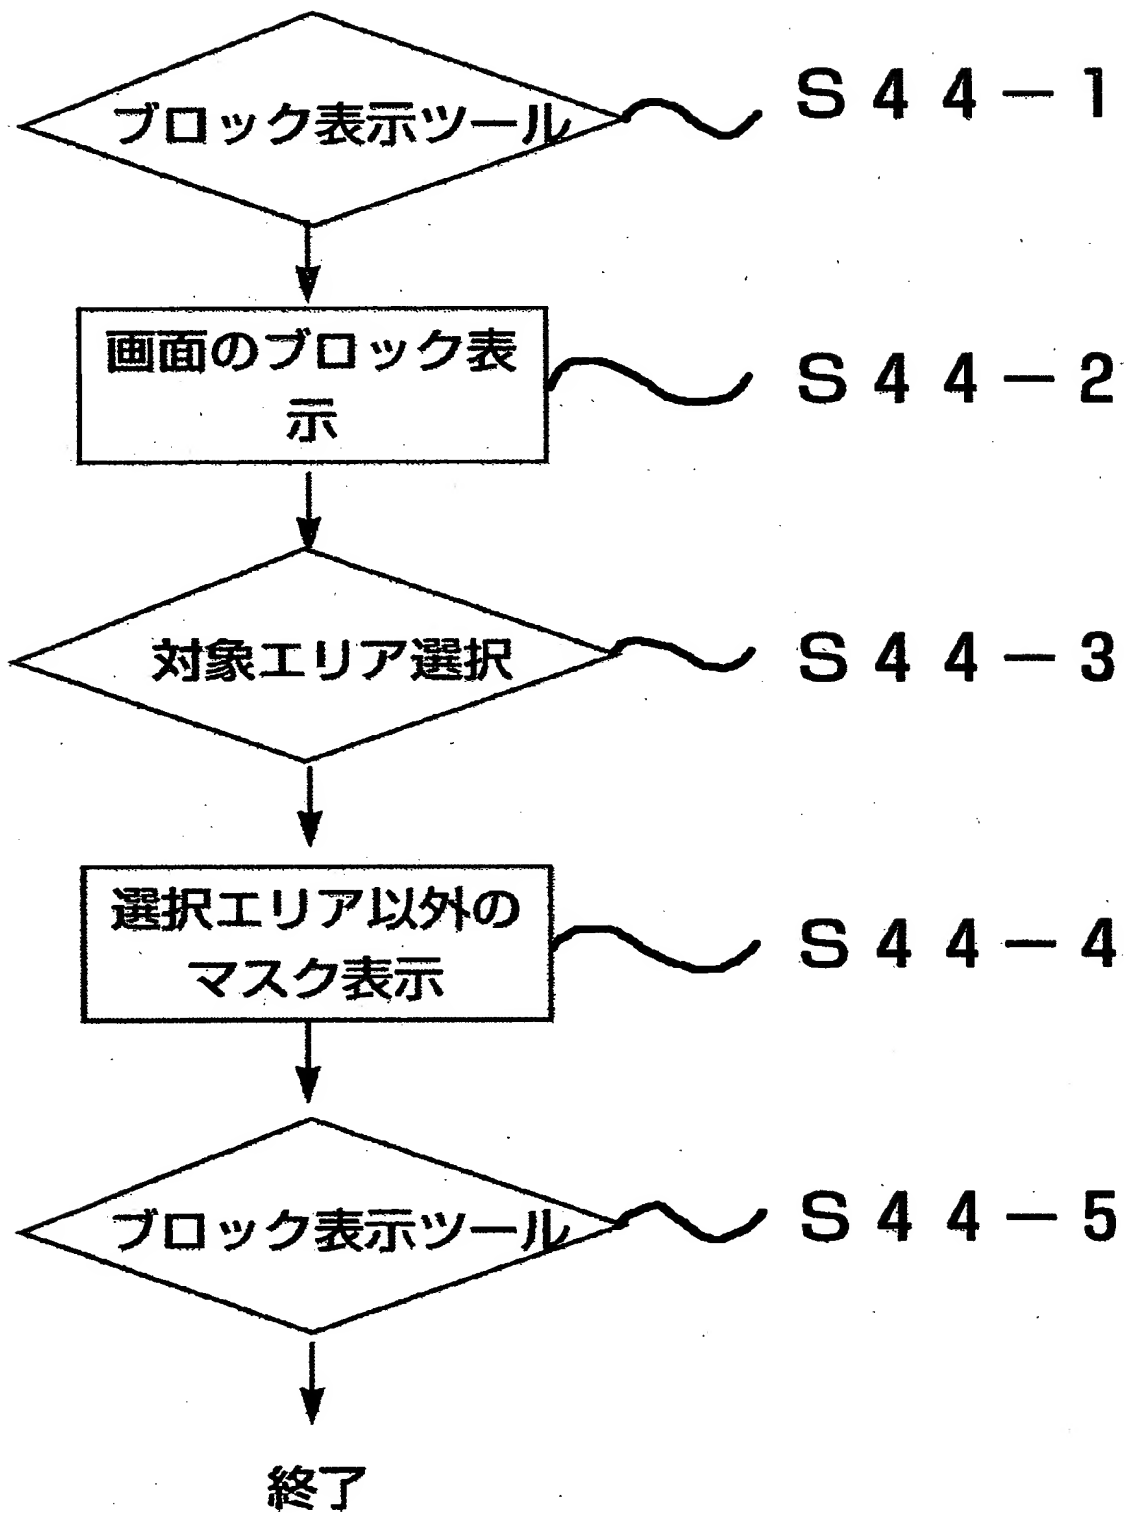 ブロック表示ツール
S44-1
画面のブロック表
示
S44-2
対象エリア選択
S44-3
選択エリア以外の
マスク表示
S44-4
ブロック表示ツール
S44-5
終了